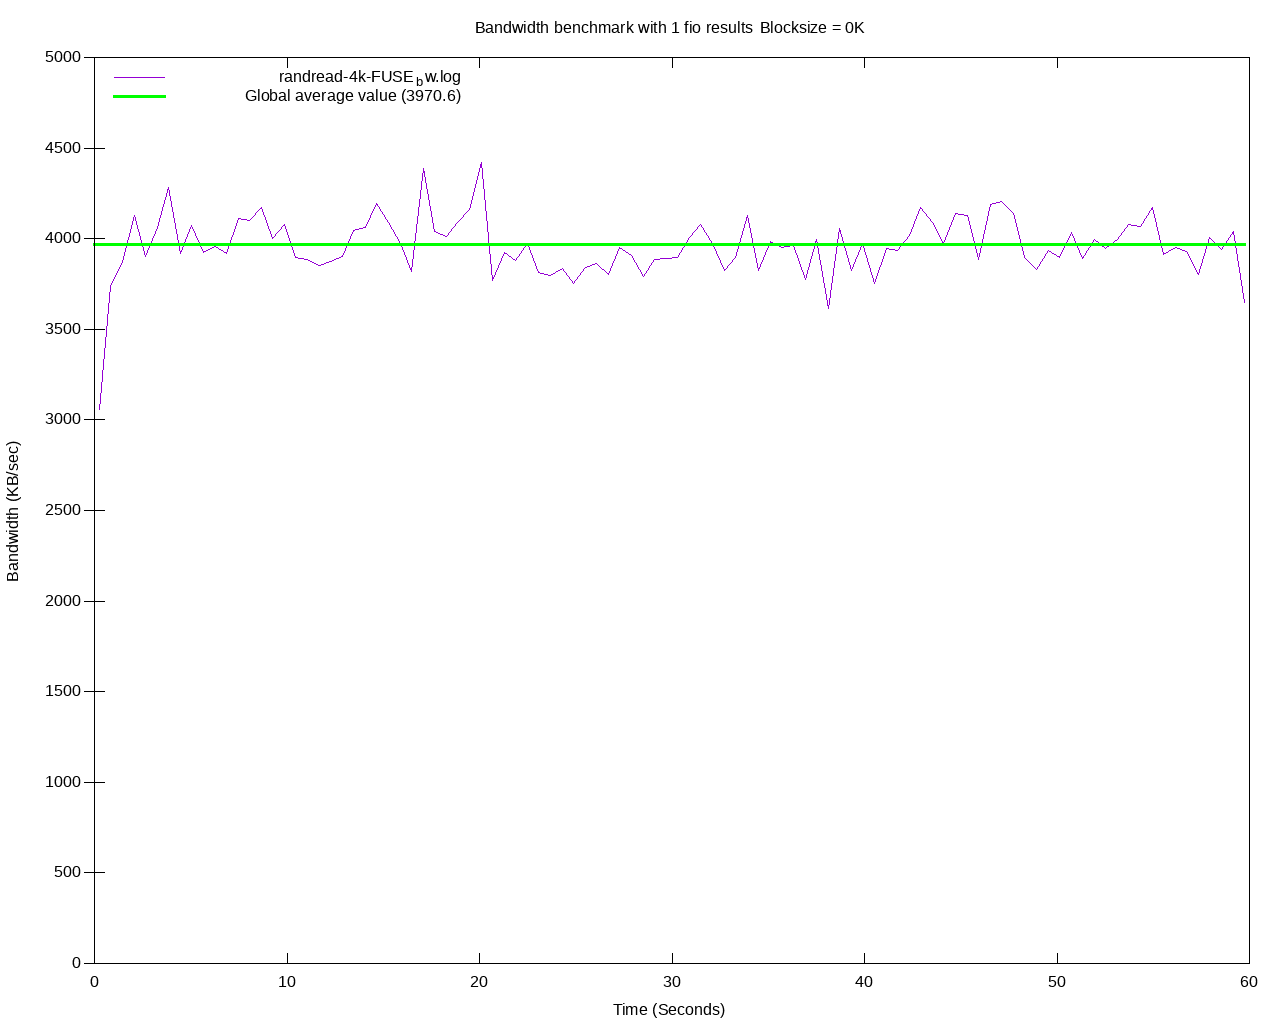 Bandwidth benchmark with 1 fio results Blocksize = 0K
randread-4k-FUSE_bw.log
Global average value (3970.6)
5000
4500
4000
3500
3000
2500
2000
1500
1000
500
0
Bandwidth (KB/sec)
0 10 20 30 40 50 60
Time (Seconds)